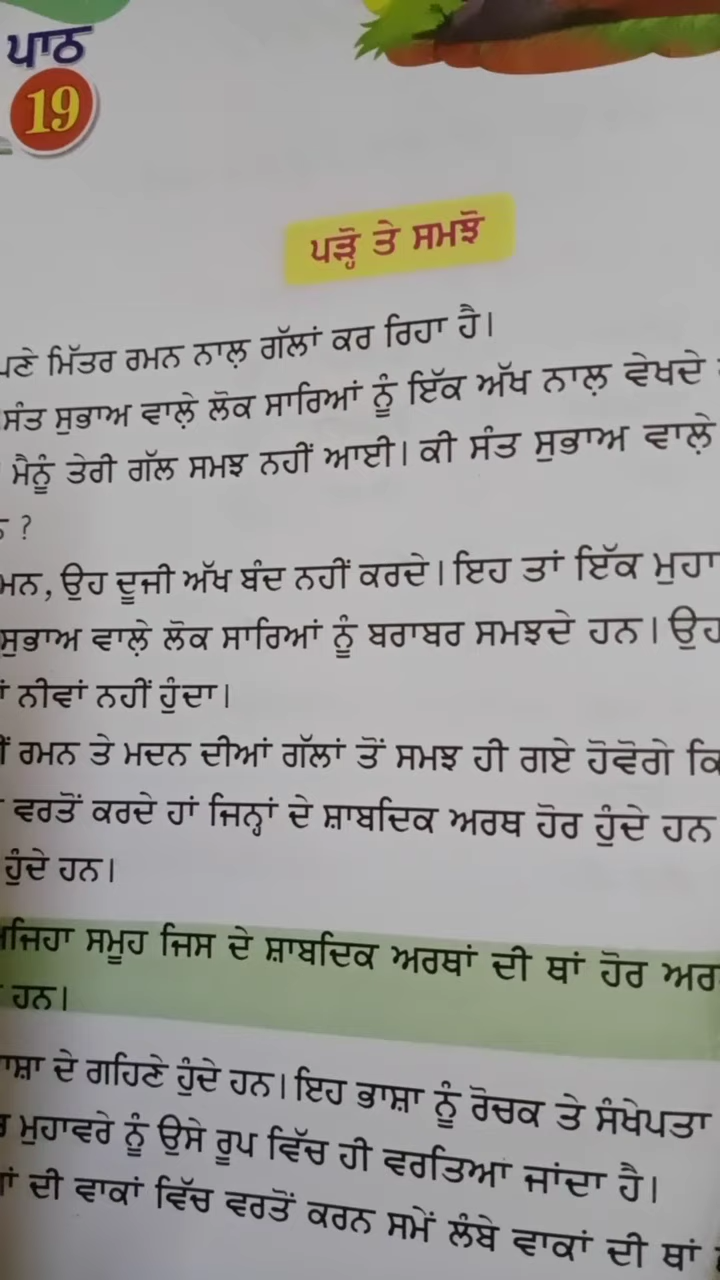 ਪਾਠ
19
ਪੜ੍ਹੋ ਤੇ ਸਮਝੋ
ਮਿੱਤਰ ਰਮਨ ਨਾਲ਼ ਗੱਲਾਂ ਕਰ ਰਿਹਾ ਹੈ।
ਸੰਤ ਸੁਭਾਅ ਵਾਲ਼ੇ ਲੋਕ ਸਾਰਿਆਂ ਨੂੰ ਇੱਕ ਅੱਖ ਨਾਲ਼ ਵੇਖਦੇ
ਮੈਨੂੰ ਤੇਰੀ ਗੱਲ ਸਮਝ ਨਹੀਂ ਆਈ। ਕੀ ਸੰਤ ਸੁਭਾਅ ਵਾਲ਼ੇ
?
ਉਹ ਦੂਜੀ ਅੱਖ ਬੰਦ ਨਹੀਂ ਕਰਦੇ। ਇਹ ਤਾਂ ਇੱਕ
ਸੁਭਾਅ ਵਾਲ਼ੇ ਲੋਕ ਸਾਰਿਆਂ ਨੂੰ ਬਰਾਬਰ ਸਮਝਦੇ ਹਨ। ਉਹ
ਨੀਵਾਂ ਨਹੀਂ ਹੁੰਦਾ।
ਰਮਨ ਤੇ ਮਦਨ ਦੀਆਂ ਗੱਲਾਂ ਤੋਂ ਸਮਝ ਹੀ ਗਏ ਹੋਵੋਗੇ ਕਿ
ਵਰਤੋਂ ਕਰਦੇ ਹਾਂ ਜਿਨ੍ਹਾਂ ਦੇ ਸ਼ਾਬਦਿਕ ਅਰਥ ਹੋਰ ਹੁੰਦੇ ਹਨ
ਹੁੰਦੇ ਹਨ।
ਸਮੂਹ ਜਿਸ ਦੇ ਸ਼ਾਬਦਿਕ ਅਰਥਾਂ ਦੀ ਥਾਂ ਹੋਰ
ਹਨ।
ਦੇ ਗਹਿਣੇ ਹੁੰਦੇ ਹਨ। ਇਹ ਭਾਸ਼ਾ ਨੂੰ ਰੋਚਕ ਤੇ ਸੰਖੇਪਤਾ
ਮੁਹਾਵਰੇ ਨੂੰ ਉਸੇ ਰੂਪ ਵਿੱਚ ਹੀ ਵਰਤਿਆ ਜਾਂਦਾ ਹੈ।
ਦੀ ਵਾਕਾਂ ਵਿੱਚ ਵਰਤੋਂ ਕਰਨ ਸਮੇਂ ਲੰਬੇ ਵਾਕਾਂ ਦੀ ਥਾਂ